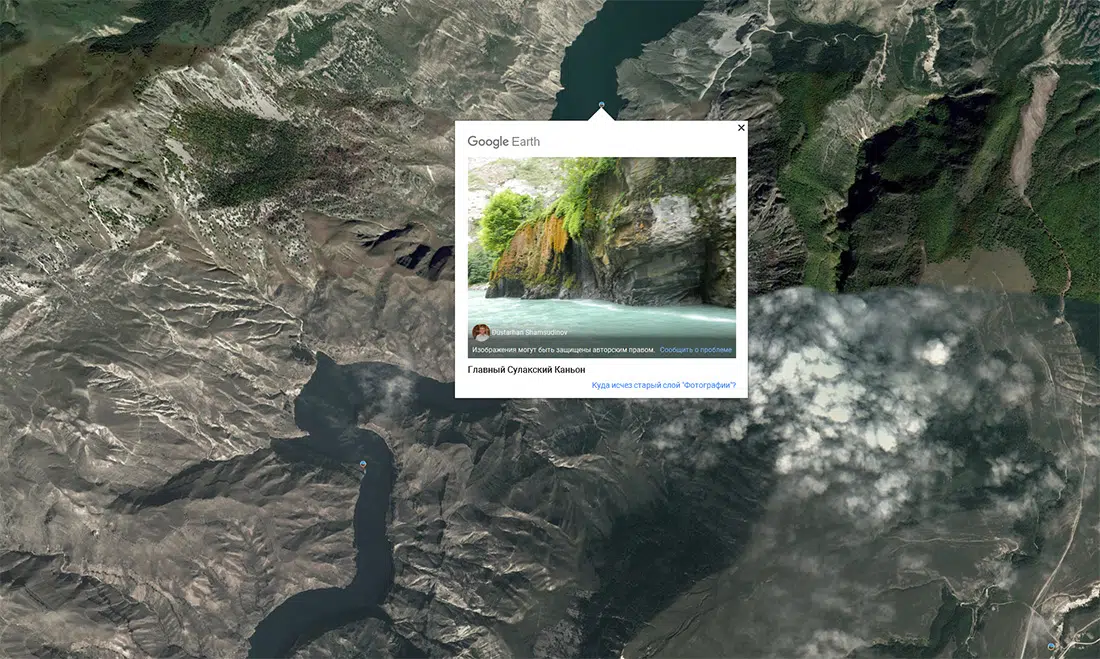 Google Earth
Dustarhan Shamsudinov
Изображения могут быть защищены авторским правом. Сообщить о проблеме
Главный Сулакский Каньон
Куда исчез старый слой "Фотографии"?